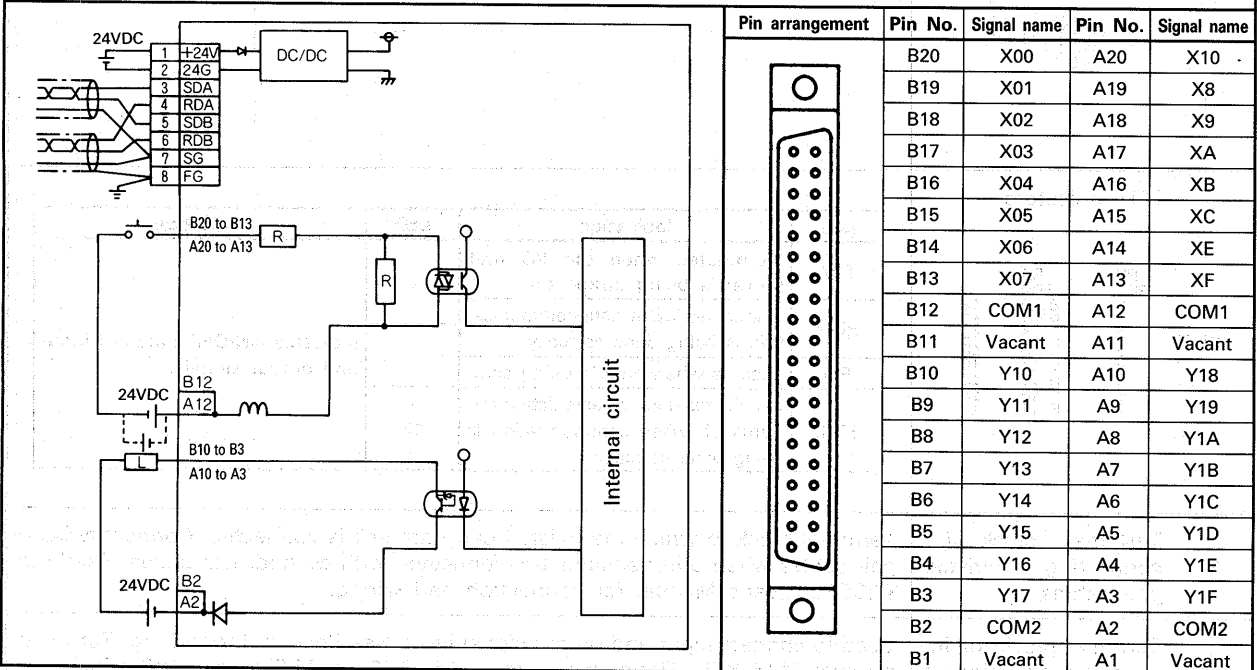 24VDC
1 +24V
2 24G
3 SDA
4 RDA
5 SDB
6 RDB
7 SG
8 FG
DC/DC
B20 to B13
A20 to A13
R
R
B12
A12
24VDC
L
B10 to B3
A10 to A3
24VDC
B2
A2
Internal circuit
Pin arrangement Pin No. Signal name Pin No. Signal name
B20 X00 A20 X10
B19 X01 A19 X8
B18 X02 A18 X9
B17 X03 A17 XA
B16 X04 A16 XB
B15 X05 A15 XC
B14 X06 A14 XE
B13 X07 A13 XF
B12 COM1 A12 COM1
B11 Vacant A11 Vacant
B10 Y10 A10 Y18
B9 Y11 A9 Y19
B8 Y12 A8 Y1A
B7 Y13 A7 Y1B
B6 Y14 A6 Y1C
B5 Y15 A5 Y1D
B4 Y16 A4 Y1E
B3 Y17 A3 Y1F
B2 COM2 A2 COM2
B1 Vacant A1 Vacant